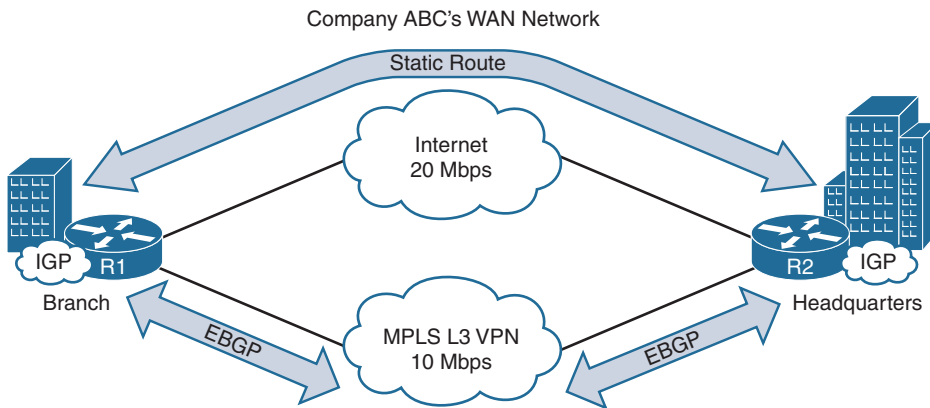 Company ABC's WAN Network
Static Route
Internet
20 Mbps
IGP
R1
R2
IGP
Branch
Headquarters
EBGP
MPLS L3 VPN
10 Mbps
EBGP